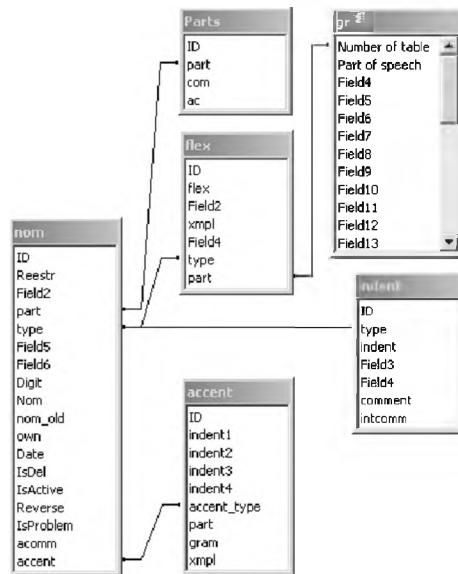 Parts
ID
part
com
ac
gr
Number of table
Part of speech
Field4
Field5
Field6
Field7
Field8
Field9
Field10
Field11
Field12
Field13
flex
ID
flex
Field2
xmpl
Field4
type
part
nom
ID
Reestr
Field2
part
type
Field5
Field6
Digit
Nom
nom_old
own
Date
IsDel
IsActive
Reverse
IsProblem
acomm
accent
indent
ID
type
indent
Field3
Field4
comment
intcomm
accent
ID
indent1
indent2
indent3
indent4
accent_type
part
gram
xmpl